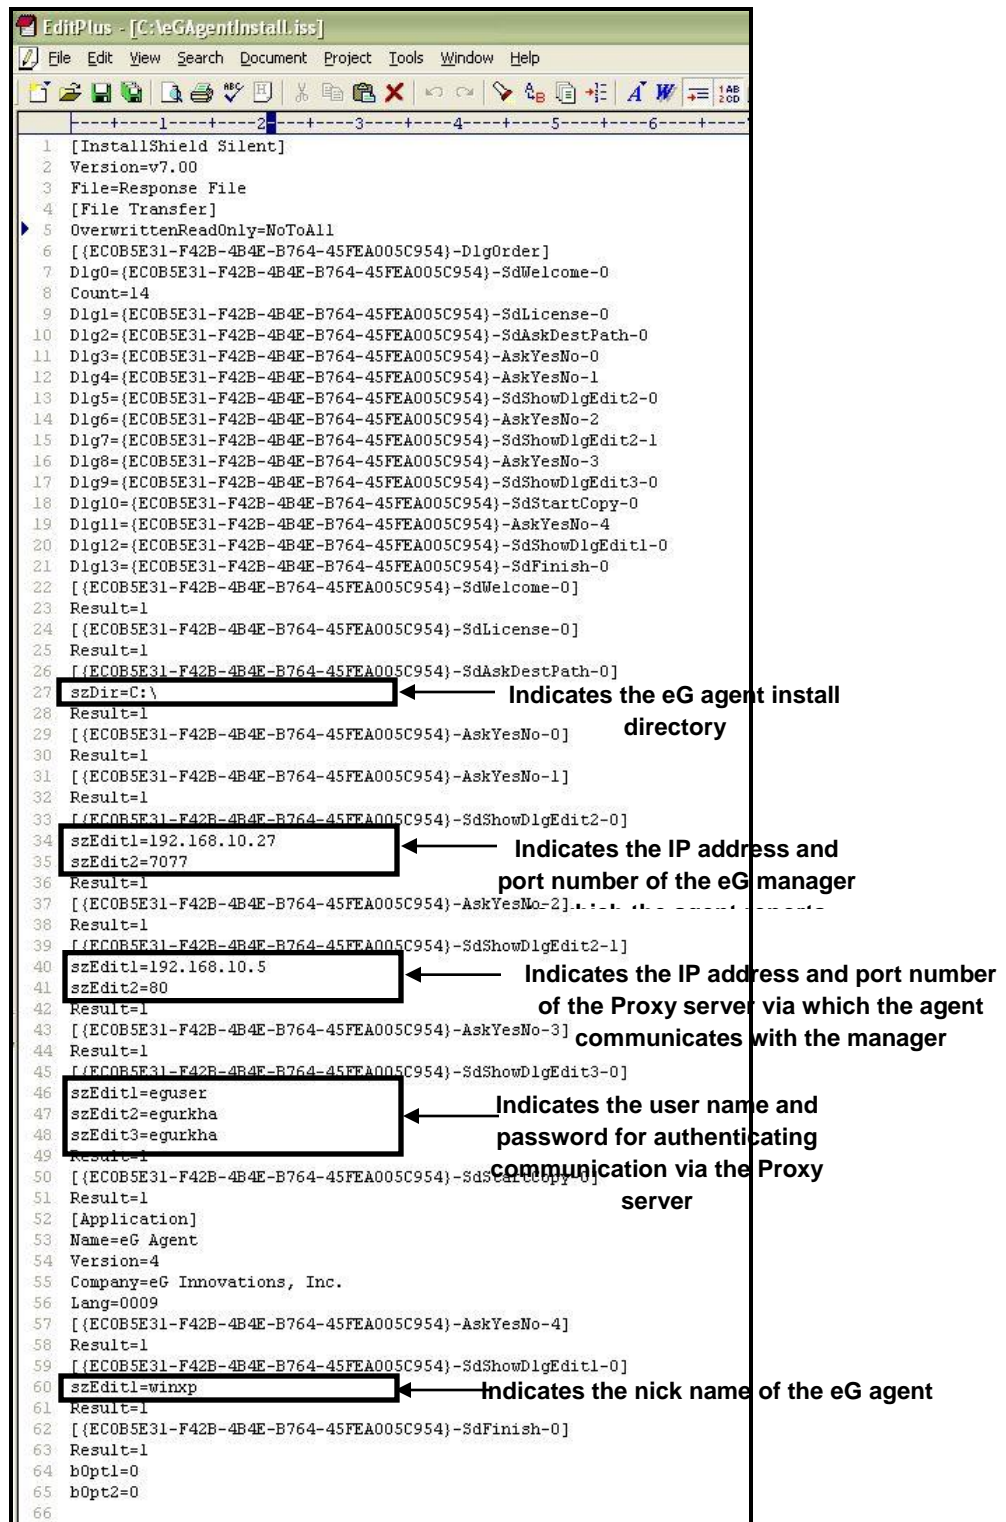 EditPlus - [C:\eGAgentInstall.iss]
File Edit View Search Document Project Tools Window Help
----+----1----+----2----+----3----+----4----+----5----+----6----+----
1 [InstallShield Silent]
2 Version=v7.00
3 File=Response File
4 [File Transfer]
5 OverwrittenReadOnly=NoToAll
6 [{EC0B5E31-F42B-4B4E-B764-45FEA005C954}-DlgOrder]
7 Dlg0={EC0B5E31-F42B-4B4E-B764-45FEA005C954}-SdWelcome-0
8 Count=14
9 Dlg1={EC0B5E31-F42B-4B4E-B764-45FEA005C954}-SdLicense-0
10 Dlg2={EC0B5E31-F42B-4B4E-B764-45FEA005C954}-SdAskDestPath-0
11 Dlg3={EC0B5E31-F42B-4B4E-B764-45FEA005C954}-AskYesNo-0
12 Dlg4={EC0B5E31-F42B-4B4E-B764-45FEA005C954}-AskYesNo-1
13 Dlg5={EC0B5E31-F42B-4B4E-B764-45FEA005C954}-SdShowDlgEdit2-0
14 Dlg6={EC0B5E31-F42B-4B4E-B764-45FEA005C954}-AskYesNo-2
15 Dlg7={EC0B5E31-F42B-4B4E-B764-45FEA005C954}-SdShowDlgEdit2-1
16 Dlg8={EC0B5E31-F42B-4B4E-B764-45FEA005C954}-AskYesNo-3
17 Dlg9={EC0B5E31-F42B-4B4E-B764-45FEA005C954}-SdShowDlgEdit3-0
18 Dlg10={EC0B5E31-F42B-4B4E-B764-45FEA005C954}-SdStartCopy-0
19 Dlg11={EC0B5E31-F42B-4B4E-B764-45FEA005C954}-AskYesNo-4
20 Dlg12={EC0B5E31-F42B-4B4E-B764-45FEA005C954}-SdShowDlgEdit1-0
21 Dlg13={EC0B5E31-F42B-4B4E-B764-45FEA005C954}-SdFinish-0
22 [{EC0B5E31-F42B-4B4E-B764-45FEA005C954}-SdWelcome-0]
23 Result=1
24 [{EC0B5E31-F42B-4B4E-B764-45FEA005C954}-SdLicense-0]
25 Result=1
26 [{EC0B5E31-F42B-4B4E-B764-45FEA005C954}-SdAskDestPath-0]
27 szDir=C:\
Indicates the eG agent install
directory
28 Result=1
29 [{EC0B5E31-F42B-4B4E-B764-45FEA005C954}-AskYesNo-0]
30 Result=1
31 [{EC0B5E31-F42B-4B4E-B764-45FEA005C954}-AskYesNo-1]
32 Result=1
33 [{EC0B5E31-F42B-4B4E-B764-45FEA005C954}-SdShowDlgEdit2-0]
34 szEdit1=192.168.10.27
35 szEdit2=7077
Indicates the IP address and
port number of the eG manager
which the agent reports
36 Result=1
37 [{EC0B5E31-F42B-4B4E-B764-45FEA005C954}-AskYesNo-2]
38 Result=1
39 [{EC0B5E31-F42B-4B4E-B764-45FEA005C954}-SdShowDlgEdit2-1]
40 szEdit1=192.168.10.5
41 szEdit2=80
Indicates the IP address and port number
of the Proxy server via which the agent
communicates with the manager
42 Result=1
43 [{EC0B5E31-F42B-4B4E-B764-45FEA005C954}-AskYesNo-3]
44 Result=1
45 [{EC0B5E31-F42B-4B4E-B764-45FEA005C954}-SdShowDlgEdit3-0]
46 szEdit1=eguser
47 szEdit2=egurkha
48 szEdit3=egurkha
Indicates the user name and
password for authenticating
communication via the Proxy
server
49 Result=1
50 [{EC0B5E31-F42B-4B4E-B764-45FEA005C954}-SdStartCopy-0]
51 Result=1
52 [Application]
53 Name=eG Agent
54 Version=4
55 Company=eG Innovations, Inc.
56 Lang=0009
57 [{EC0B5E31-F42B-4B4E-B764-45FEA005C954}-AskYesNo-4]
58 Result=1
59 [{EC0B5E31-F42B-4B4E-B764-45FEA005C954}-SdShowDlgEdit1-0]
60 szEdit1=winxp
Indicates the nick name of the eG agent
61 Result=1
62 [{EC0B5E31-F42B-4B4E-B764-45FEA005C954}-SdFinish-0]
63 Result=1
64 bOpt1=0
65 bOpt2=0
66